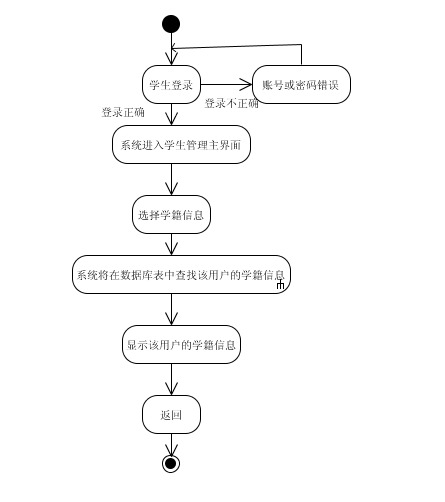 学生登录
账号或密码错误
登录不正确
登录正确
系统进入学生管理主界面
选择学籍信息
系统将在数据库表中查找该用户的学籍信息
显示该用户的学籍信息
返回